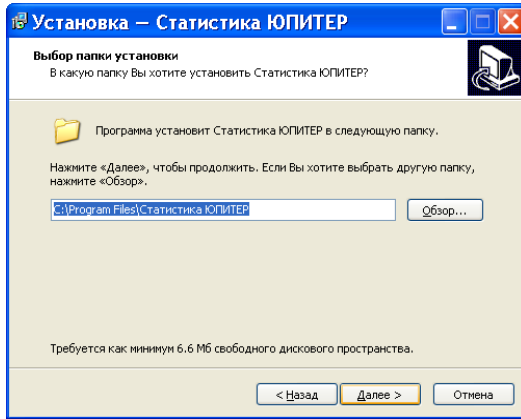 Установка — Статистика ЮПИТЕР
Выбор папки установки
В какую папку Вы хотите установить Статистика ЮПИТЕР?
Программа установит Статистика ЮПИТЕР в следующую папку.
Нажмите «Далее», чтобы продолжить. Если Вы хотите выбрать другую папку,
нажмите «Обзор».
C:\Program Files\Статистика ЮПИТЕР
Обзор...
Требуется как минимум 6.6 Мб свободного дискового пространства.
< Назад
Далее >
Отмена